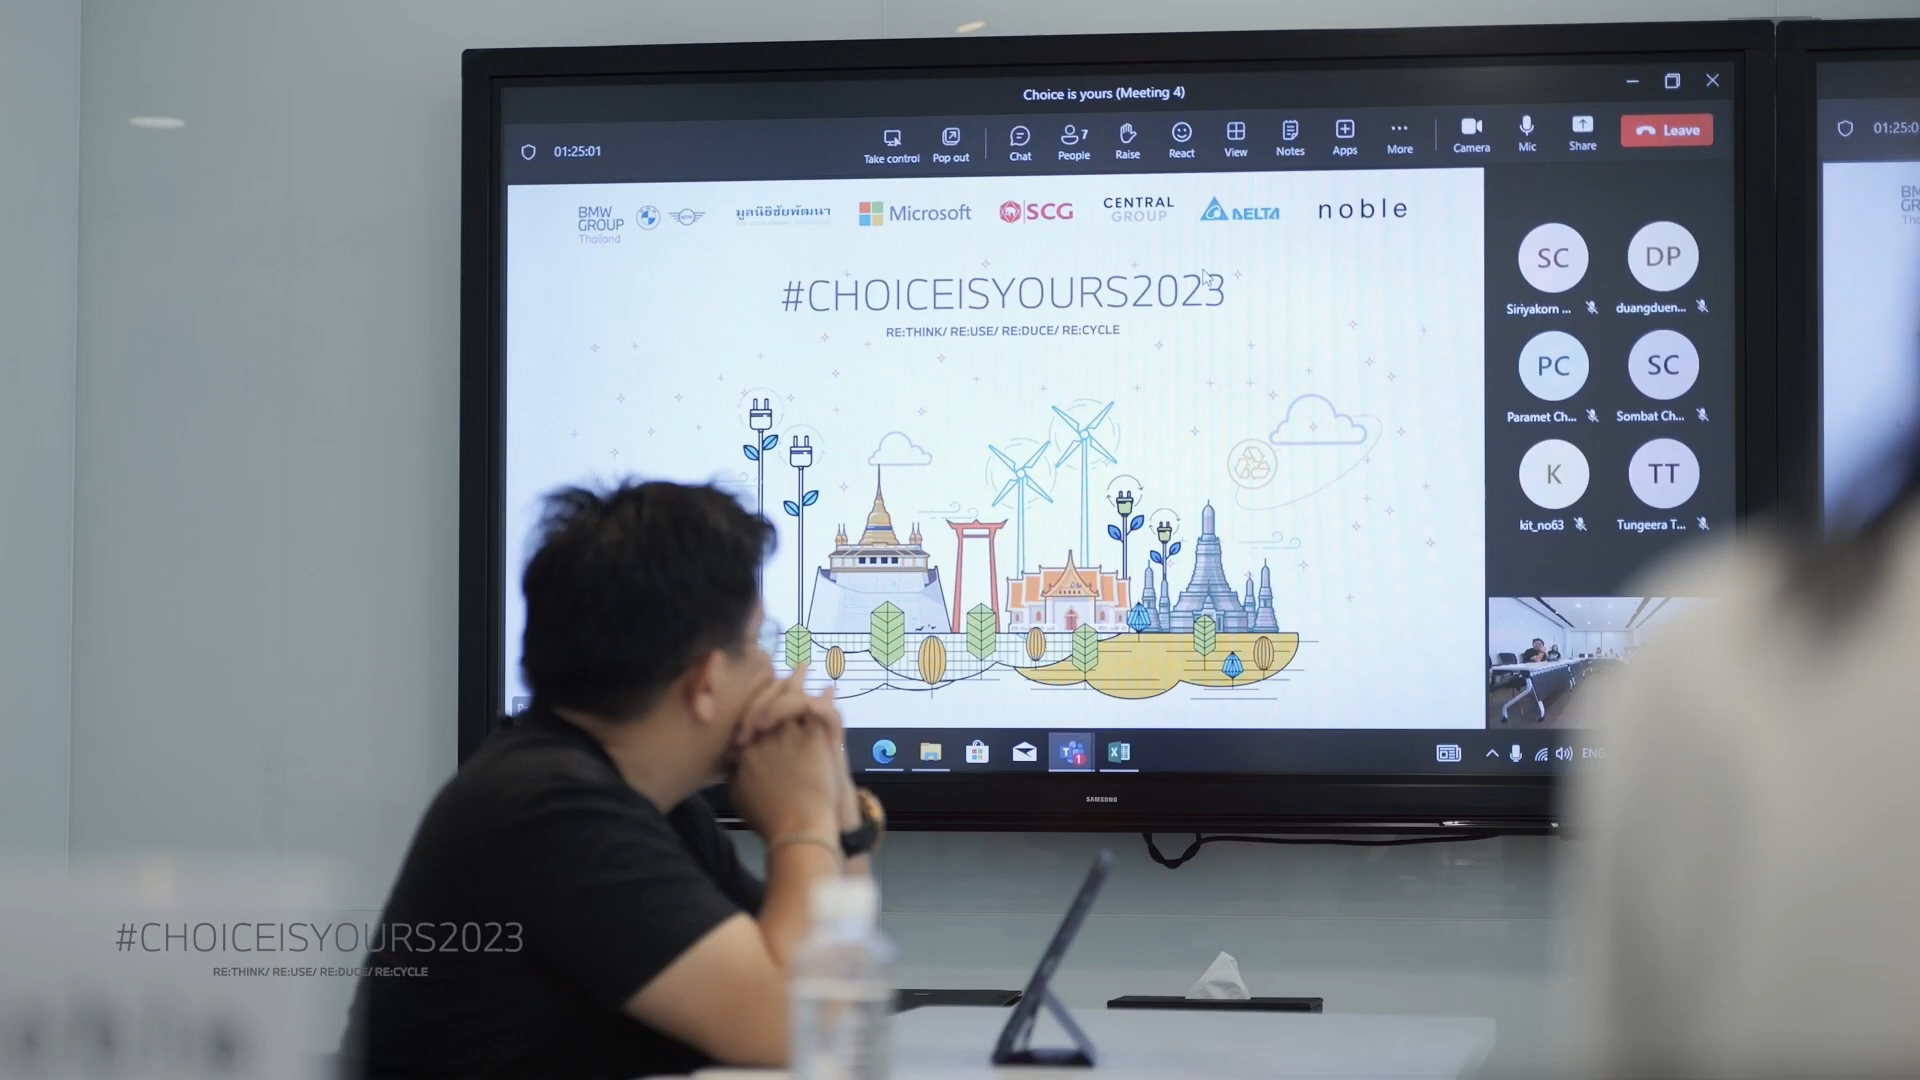 Choice is yours (Meeting 4)
01:25:01
Take control
Pop out
Chat
7
People
Raise
React
View
Notes
Apps
More
Camera
Mic
Share
Leave
01:25:0
BMW
GROUP
Thailand
MINI
มูลนิธิชัยพัฒนา
Microsoft
SCG
CENTRAL
GROUP
DELTA
noble
#CHOICEISYOURS2023
RE:THINK/ RE:USE/ RE:DUCE/ RE:CYCLE
SC
Siriyakorn ...
DP
duangduen...
PC
Paramet Ch...
SC
Sombat Ch...
K
kit_no63
TT
Tungeera T...
ENG
SAMSUNG
#CHOICEISYOURS2023
RE:THINK/ RE:USE/ RE:DUCE/ RE:CYCLE